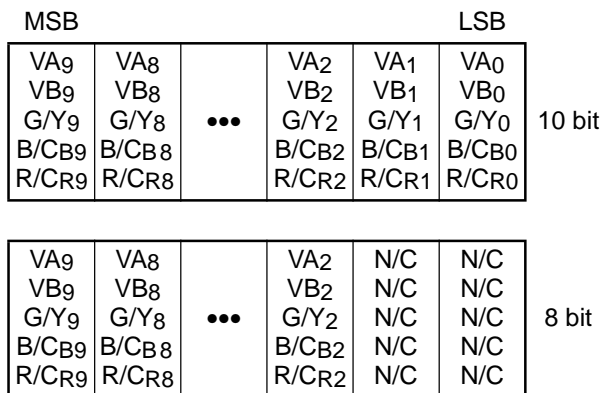 MSB LSB
VA9 VA8 VA2 VA1 VA0
VB9 VB8 VB2 VB1 VB0
G/Y9 G/Y8 ••• G/Y2 G/Y1 G/Y0 10 bit
B/CB9 B/CB8 B/CB2 B/CB1 B/CB0
R/CR9 R/CR8 R/CR2 R/CR1 R/CR0
VA9 VA8 VA2 N/C N/C
VB9 VB8 VB2 N/C N/C
G/Y9 G/Y8 ••• G/Y2 N/C N/C 8 bit
B/CB9 B/CB8 B/CB2 N/C N/C
R/CR9 R/CR8 R/CR2 N/C N/C